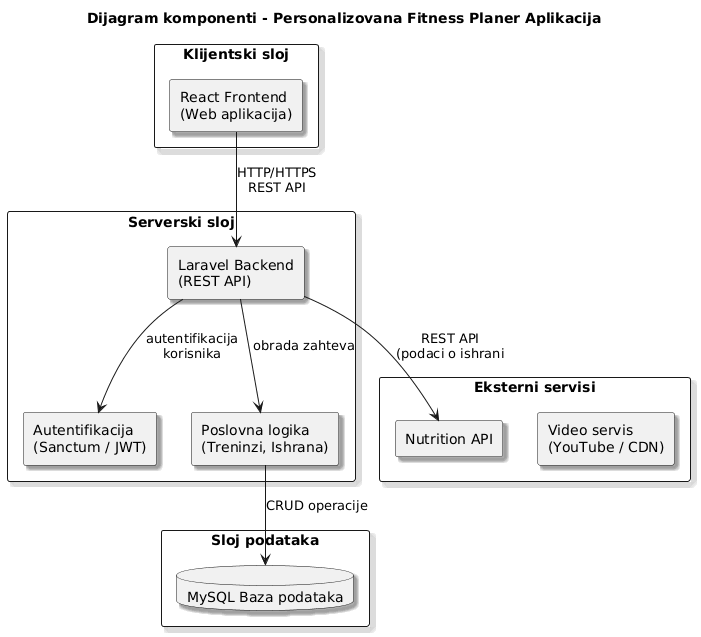 Dijagram komponenti - Personalizovana Fitness Planer Aplikacija
Klijentski sloj
React Frontend
(Web aplikacija)
HTTP/HTTPS
REST API
Serverski sloj
Laravel Backend
(REST API)
autentifikacija
korisnika
obrada zahteva
REST API
(podaci o ishrani
Autentifikacija
(Sanctum / JWT)
Poslovna logika
(Treninzi, Ishrana)
Eksterni servisi
Nutrition API
Video servis
(YouTube / CDN)
CRUD operacije
Sloj podataka
MySQL Baza podataka